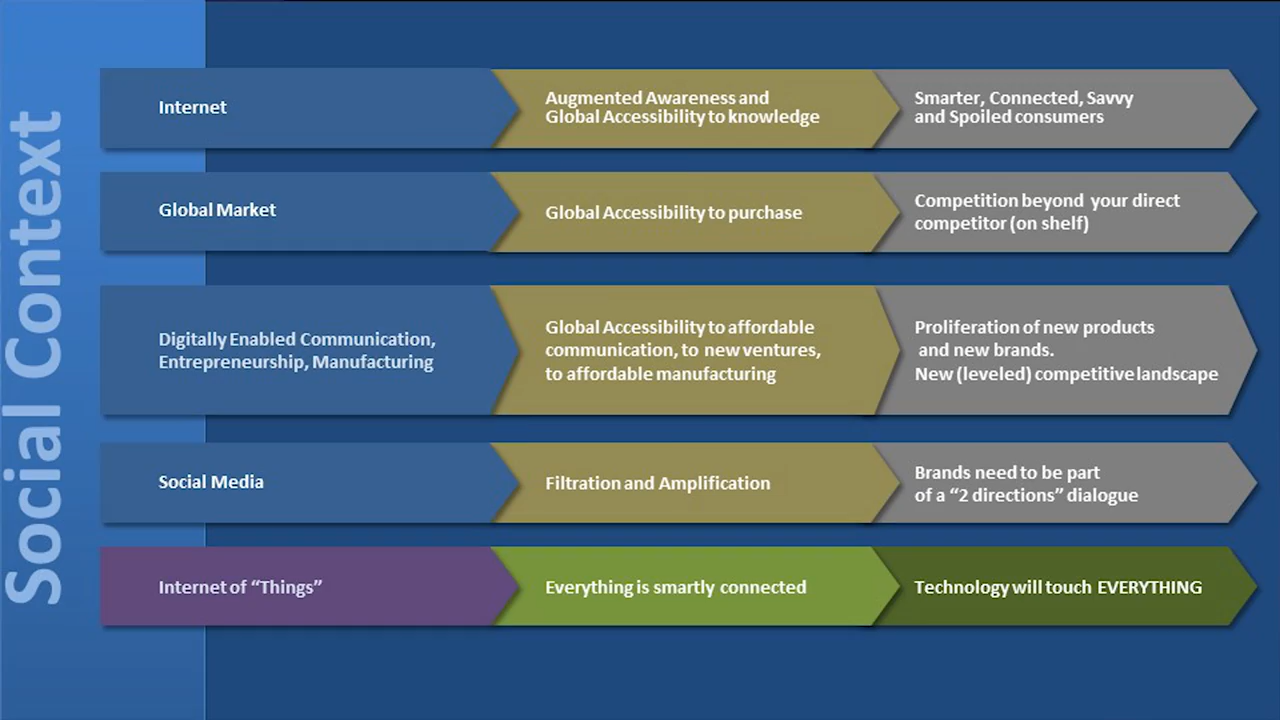 Social Context
Internet
Augmented Awareness and
Global Accessibility to knowledge
Smarter, Connected, Savvy
and Spoiled consumers
Global Market
Global Accessibility to purchase
Competition beyond your direct
competitor (on shelf)
Digitally Enabled Communication,
Entrepreneurship, Manufacturing
Global Accessibility to affordable
communication, to new ventures,
to affordable manufacturing
Proliferation of new products
and new brands.
New (leveled) competitive landscape
Social Media
Filtration and Amplification
Brands need to be part
of a “2 directions” dialogue
Internet of “Things”
Everything is smartly connected
Technology will touch EVERYTHING